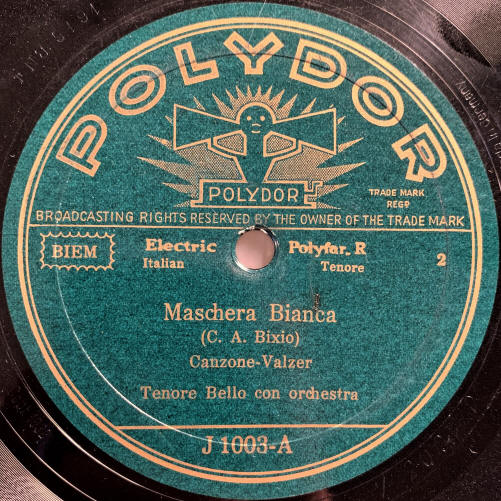 POLYDOR
POLYDOR
TRADE MARK
REGD
BROADCASTING RIGHTS RESERVED BY THE OWNER OF THE TRADE MARK
BIEM
Electric
Polyfar. R
2
Italian
Tenore
Maschera Bianca
(C. A. Bixio)
Canzone-Valzer
Tenore Bello con orchestra
J 1003-A
Germany